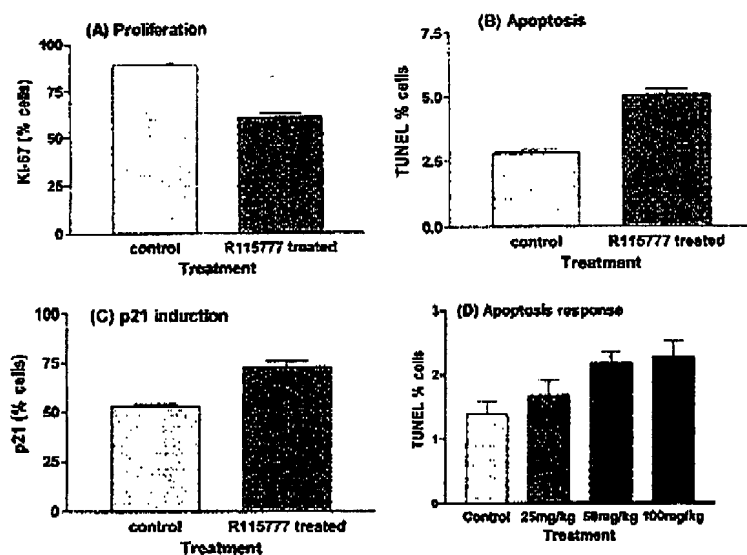 (A) Proliferation
100
75
50
25
0
Ki-67 (% cells)
control R115777 treated
Treatment
(B) Apoptosis
7.5
5.0
2.5
0.0
TUNEL % cells
control R115777 treated
Treatment
(C) p21 induction
100
75
50
25
0
p21 (% cells)
control R115777 treated
Treatment
(D) Apoptosis response
3
2
1
0
TUNEL % cells
Control 25mg/kg 50mg/kg 100mg/kg
Treatment